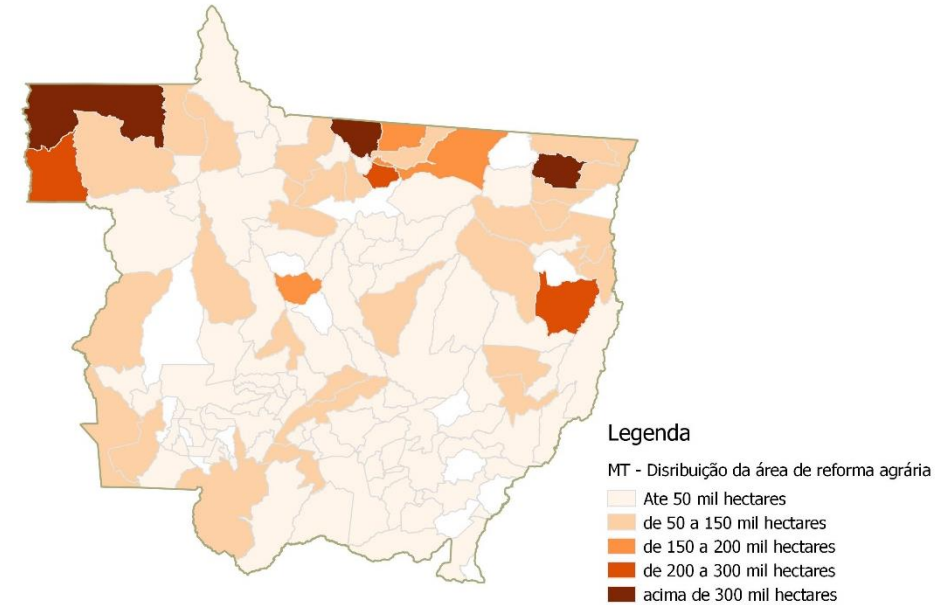 Legenda
MT - Disribuição da área de reforma agrária
Ate 50 mil hectares
de 50 a 150 mil hectares
de 150 a 200 mil hectares
de 200 a 300 mil hectares
acima de 300 mil hectares